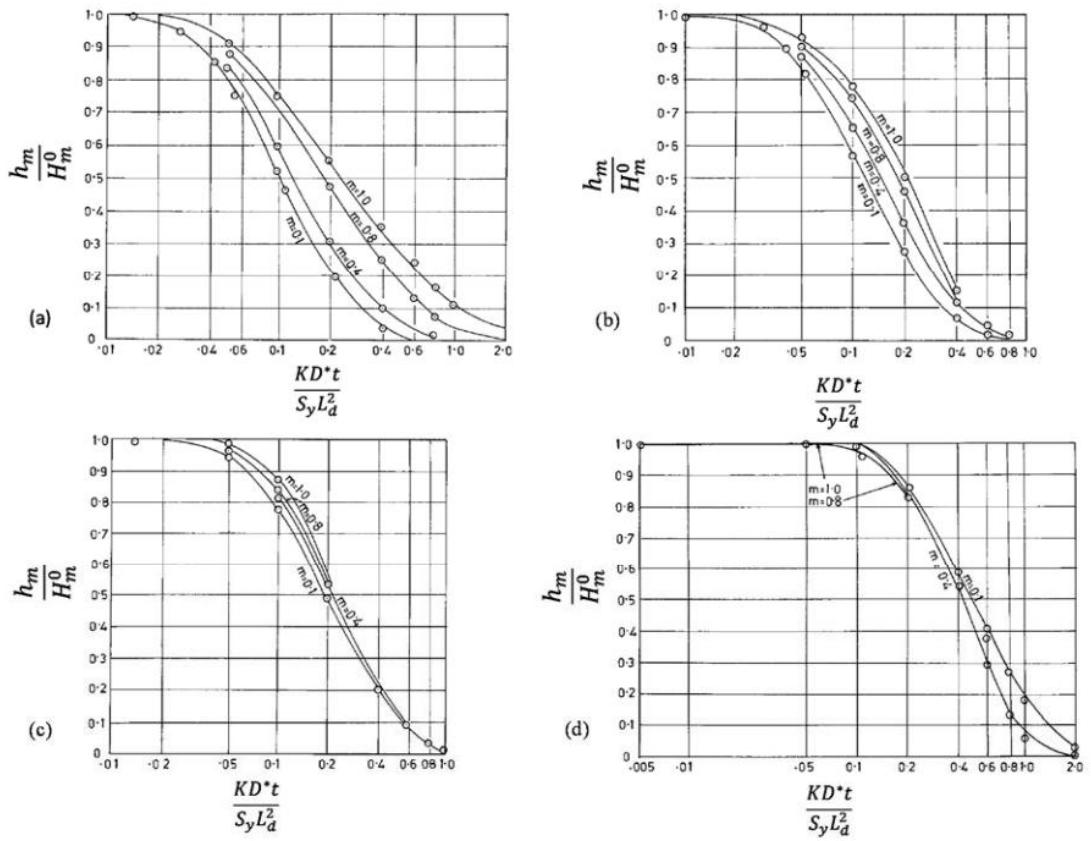 1·0
0·9
0·8
0·7
0·6
0·5
0·4
0·3
0·2
0·1
0
h_m
H_m^0
m=1·0
m=0·8
m=0·4
m=0·1
(a)
·01 ·02 ·04 ·06 0·1 0·2 0·4 0·6 1·0 2·0
KD*t
S_y L_d^2
1·0
0·9
0·8
0·7
0·6
0·5
0·4
0·3
0·2
0·1
0
h_m
H_m^0
m=1·0
m=0·8
m=0·4
m=0·1
(b)
·01 ·02 ·05 0·1 0·2 0·4 0·6 0·8 1·0
KD*t
S_y L_d^2
1·0
0·9
0·8
0·7
0·6
0·5
0·4
0·3
0·2
0·1
0
h_m
H_m^0
m=1·0
m=0·8
m=0·1
m=0·4
(c)
·01 ·02 ·05 0·1 0·2 0·4 0·6 0·8 1·0
KD*t
S_y L_d^2
1·0
0·9
0·8
0·7
0·6
0·5
0·4
0·3
0·2
0·1
0
h_m
H_m^0
m=1·0
m=0·8
m=0·4
m=0·1
(d)
·005 ·01 ·05 0·1 0·2 0·4 0·6 0·8 1·0 2·0
KD*t
S_y L_d^2